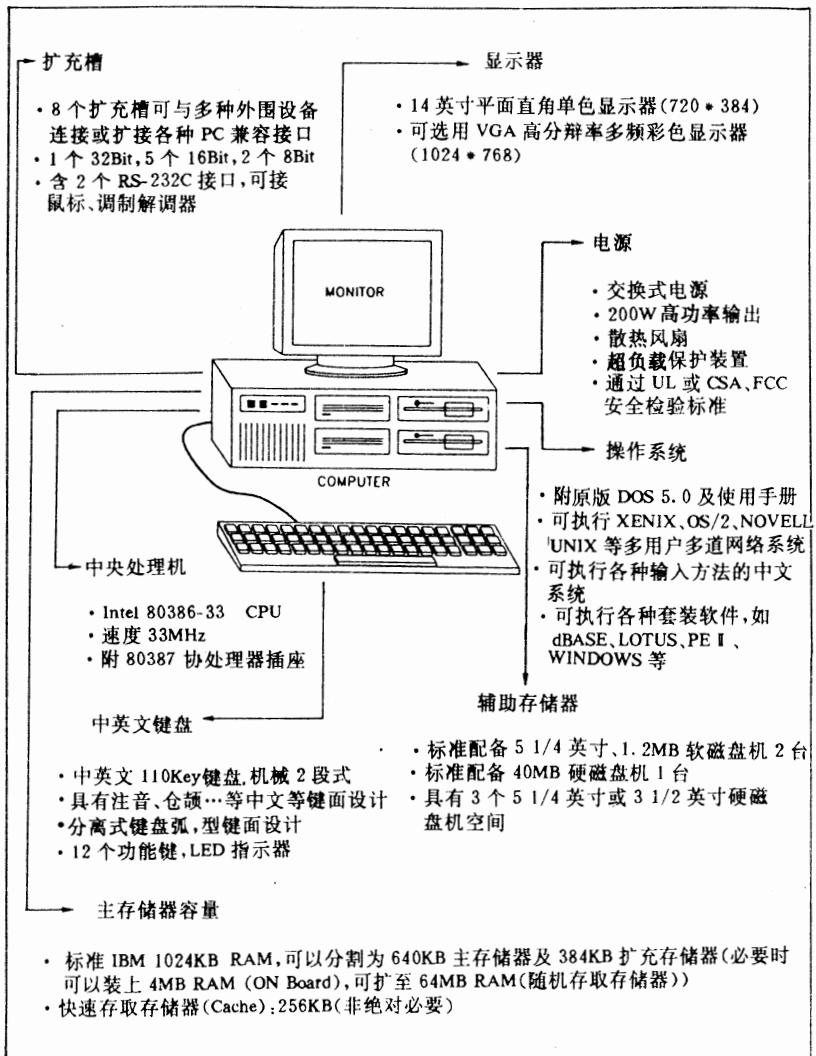 扩充槽
・8 个扩充槽可与多种外围设备
连接或扩接各种 PC 兼容接口
・1 个 32Bit,5 个 16Bit,2 个 8Bit
・含 2 个 RS-232C 接口,可接
鼠标、调制解调器
显示器
・14 英寸平面直角单色显示器(720*384)
・可选用 VGA 高分辩率多频彩色显示器
(1024*768)
MONITOR
电源
・交换式电源
・200W 高功率输出
・散热风扇
・超负载保护装置
・通过 UL 或 CSA、FCC
安全检验标准
COMPUTER
操作系统
・附原版 DOS 5.0 及使用手册
・可执行 XENIX、OS/2、NOVELL
UNIX 等多用户多道网络系统
・可执行各种输入方法的中文
系统
・可执行各种套装软件,如
dBASE、LOTUS、PE Ⅱ、
WINDOWS 等
中央处理机
・Intel 80386-33 CPU
・速度 33MHz
・附 80387 协处理器插座
中英文键盘
・中英文 110Key键盘,机械 2 段式
・具有注音、仓颉…等中文等键面设计
•分离式键盘弧,型键面设计
・12 个功能键,LED 指示器
辅助存储器
・标准配备 5 1/4 英寸、1.2MB 软磁盘机 2 台
・标准配备 40MB 硬磁盘机 1 台
・具有 3 个 5 1/4 英寸或 3 1/2 英寸硬磁
盘机空间
主存储器容量
・标准 IBM 1024KB RAM,可以分割为 640KB 主存储器及 384KB 扩充存储器(必要时
可以装上 4MB RAM (ON Board),可扩至 64MB RAM(随机存取存储器))
・快速存取存储器(Cache):256KB(非绝对必要)